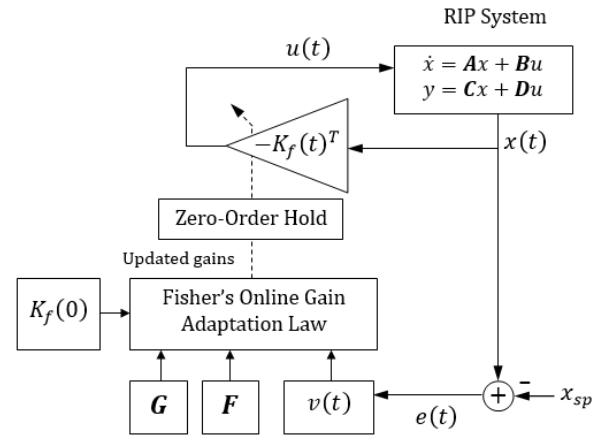 RIP System
u(t)
ẋ = Ax + Bu
y = Cx + Du
−K_f(t)^T
x(t)
Zero-Order Hold
Updated gains
K_f(0)
Fisher's Online Gain
Adaptation Law
G
F
v(t)
e(t)
+
-
x_sp